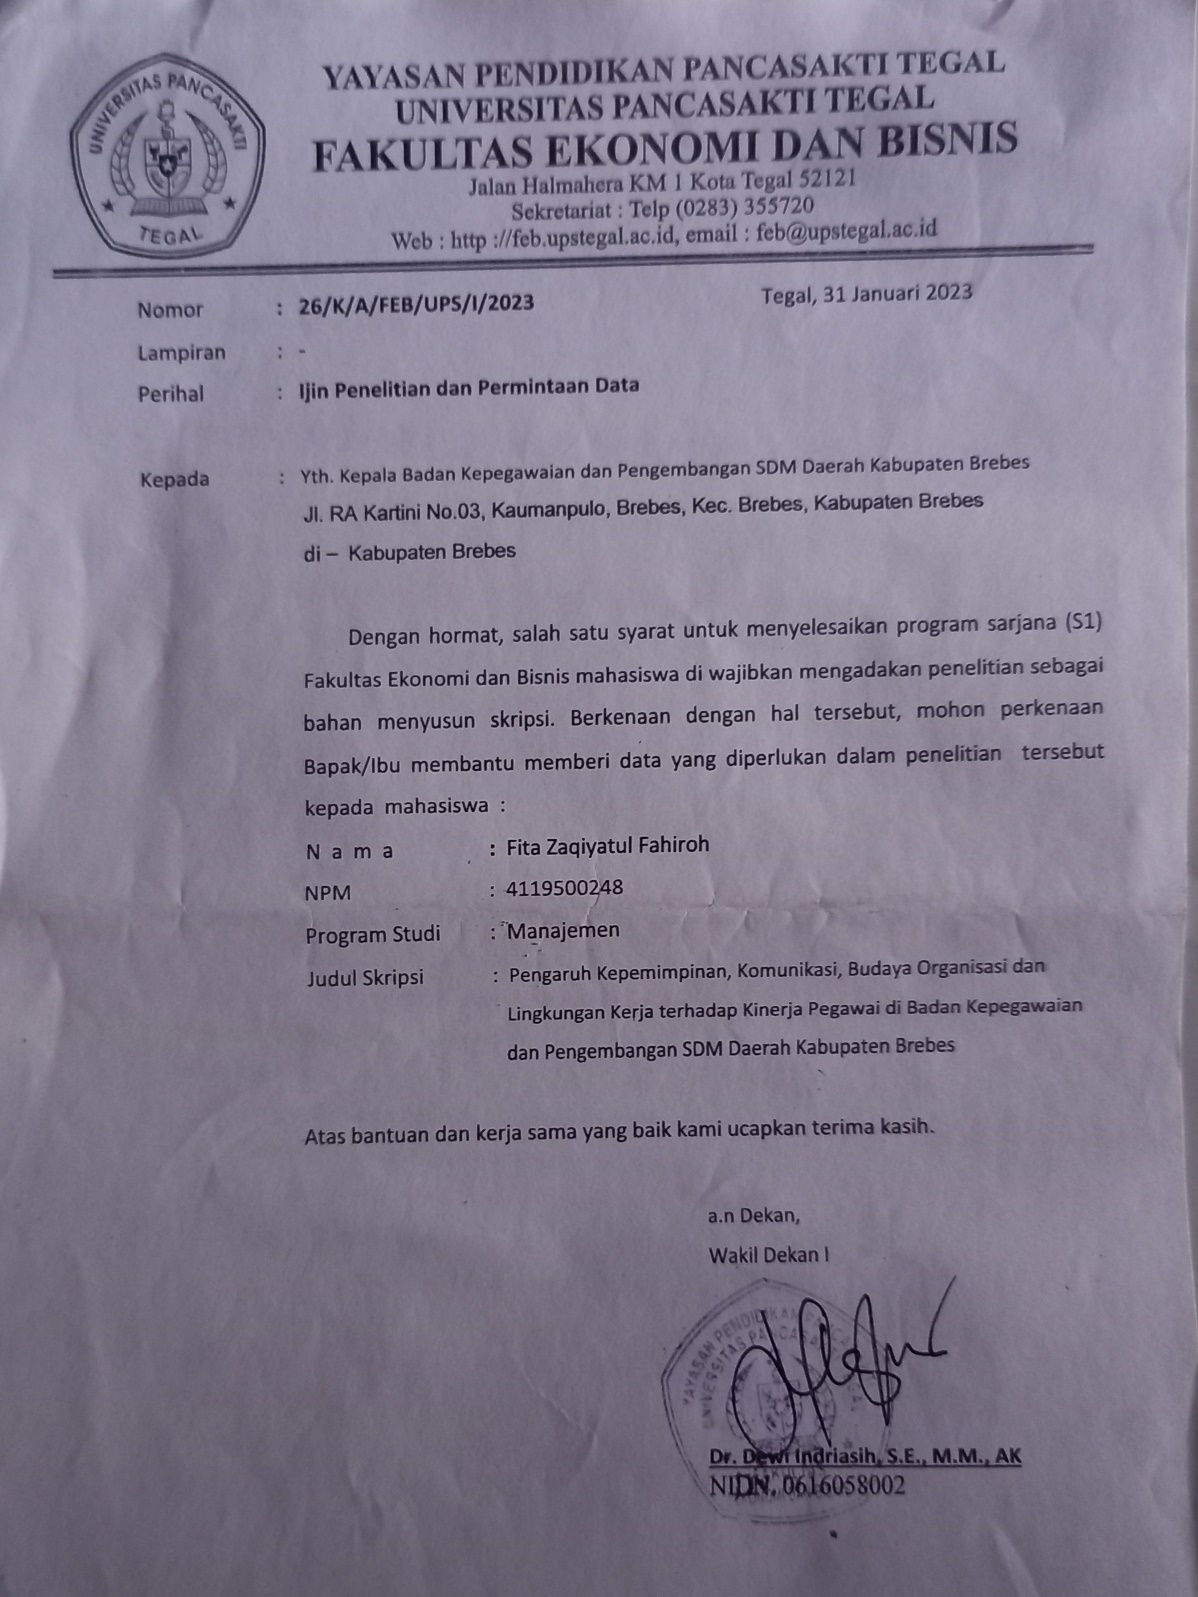 UNIVERSITAS PANCASAKTI
TEGAL
YAYASAN PENDIDIKAN PANCASAKTI TEGAL
UNIVERSITAS PANCASAKTI TEGAL
FAKULTAS EKONOMI DAN BISNIS
Jalan Halmahera KM 1 Kota Tegal 52121
Sekretariat : Telp (0283) 355720
Web : http ://feb.upstegal.ac.id, email : feb@upstegal.ac.id
Nomor : 26/K/A/FEB/UPS/I/2023 Tegal, 31 Januari 2023
Lampiran : -
Perihal : Ijin Penelitian dan Permintaan Data
Kepada : Yth. Kepala Badan Kepegawaian dan Pengembangan SDM Daerah Kabupaten Brebes
Jl. RA Kartini No.03, Kaumanpulo, Brebes, Kec. Brebes, Kabupaten Brebes
di – Kabupaten Brebes
Dengan hormat, salah satu syarat untuk menyelesaikan program sarjana (S1)
Fakultas Ekonomi dan Bisnis mahasiswa di wajibkan mengadakan penelitian sebagai
bahan menyusun skripsi. Berkenaan dengan hal tersebut, mohon perkenaan
Bapak/Ibu membantu memberi data yang diperlukan dalam penelitian tersebut
kepada mahasiswa :
N a m a : Fita Zaqiyatul Fahiroh
NPM : 4119500248
Program Studi : Manajemen
Judul Skripsi : Pengaruh Kepemimpinan, Komunikasi, Budaya Organisasi dan
Lingkungan Kerja terhadap Kinerja Pegawai di Badan Kepegawaian
dan Pengembangan SDM Daerah Kabupaten Brebes
Atas bantuan dan kerja sama yang baik kami ucapkan terima kasih.
a.n Dekan,
Wakil Dekan I
YAYASAN PENDIDIKAN
UNIVERSITAS
Dr. Dewi Indriasih, S.E., M.M., AK
NIDN. 0616058002